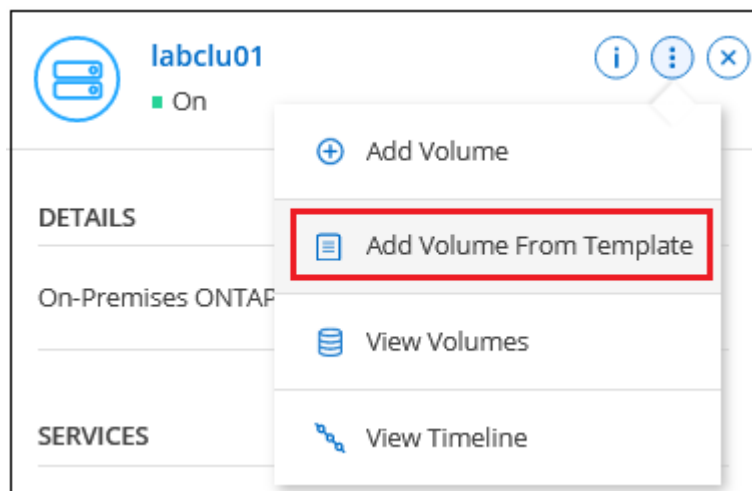 labclu01
On
Add Volume
DETAILS
Add Volume From Template
On-Premises ONTAP
View Volumes
SERVICES
View Timeline